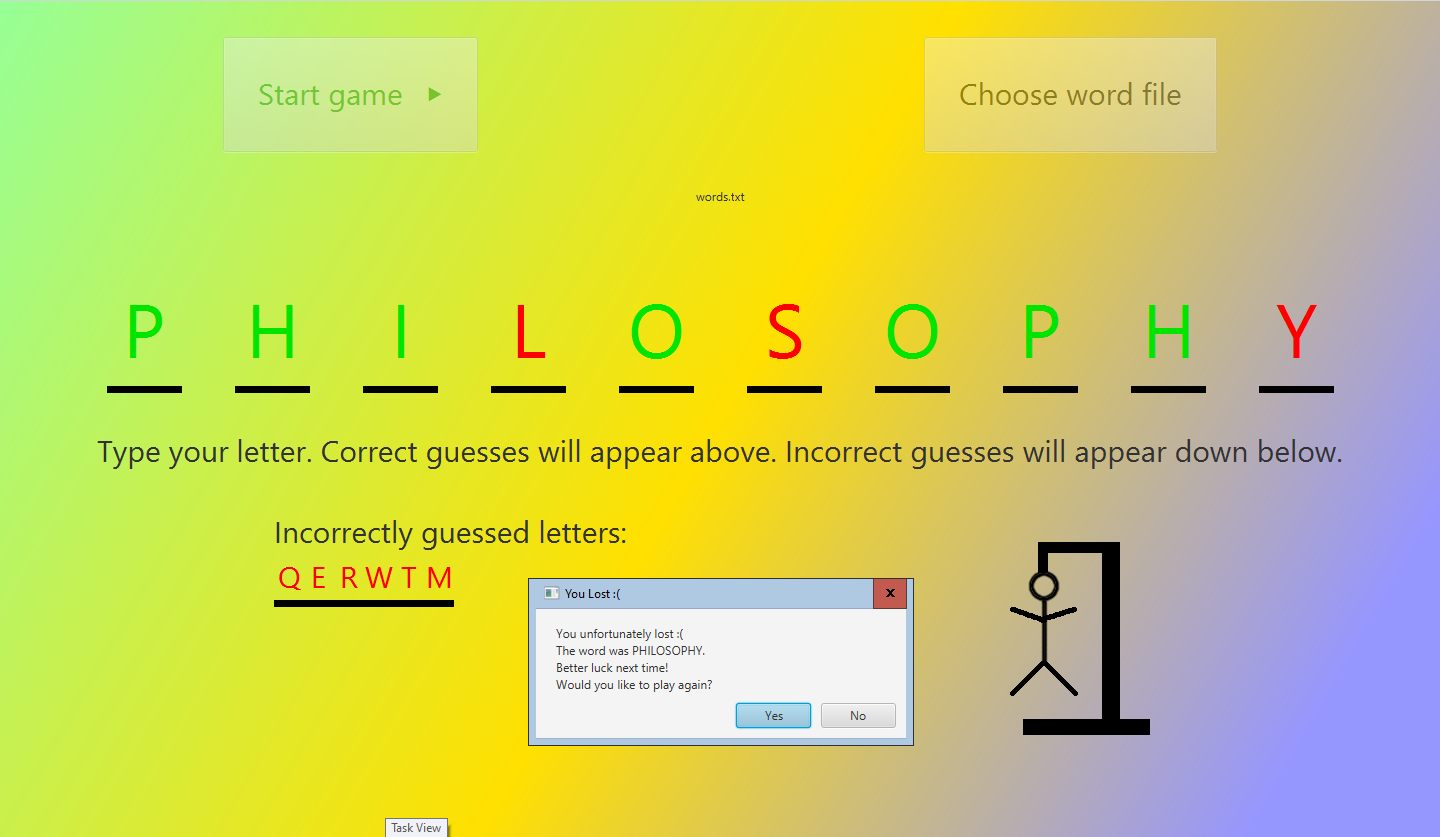 Start game
Choose word file
words.txt
P H I L O S O P H Y
Type your letter. Correct guesses will appear above. Incorrect guesses will appear down below.
Incorrectly guessed letters:
Q E R W T M
You Lost :(
x
You unfortunately lost :(
The word was PHILOSOPHY.
Better luck next time!
Would you like to play again?
Yes
No
Task View